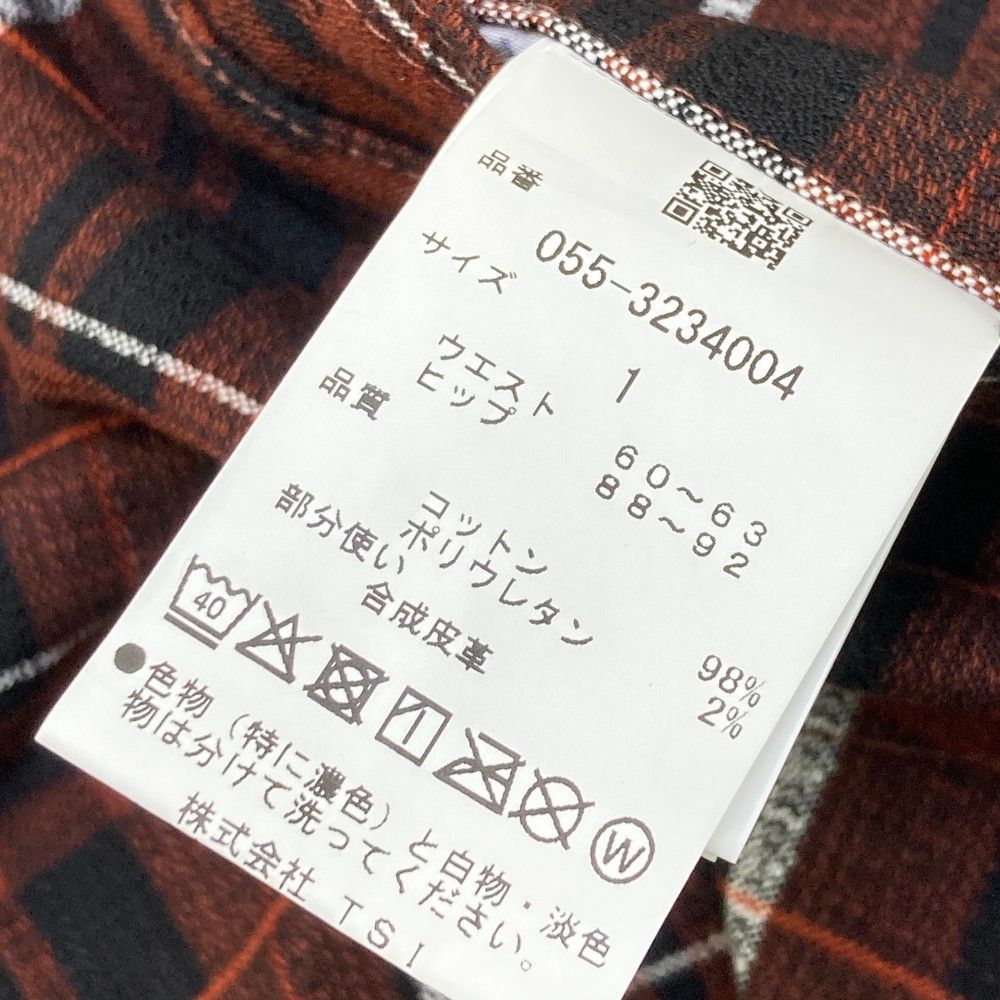 品番 055-3234004
サイズ 1
ウエスト 60〜63
ヒップ 88〜92
品質
コットン 98%
ポリウレタン 2%
部分使い
合成皮革
40
W
●色物(特に濃色)と白物・淡色
物は分けて洗ってください。
株式会社 TSI